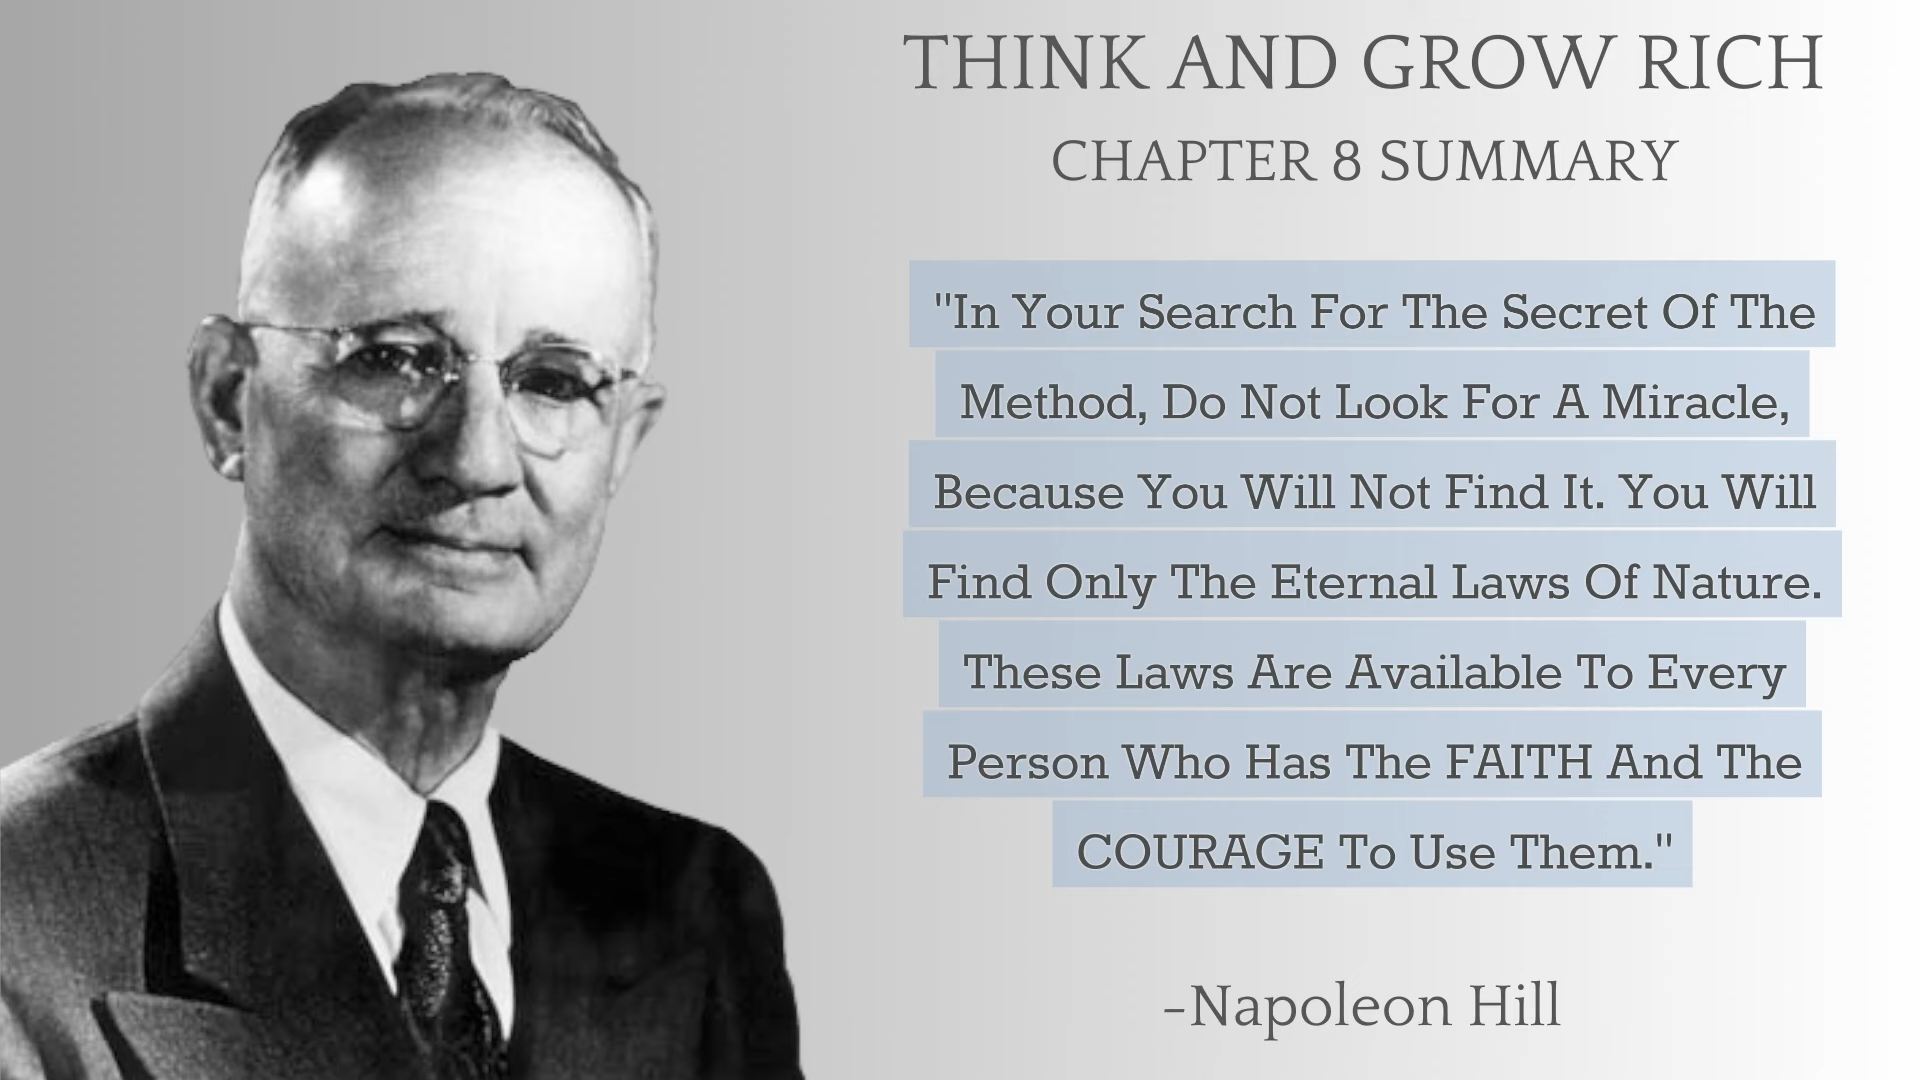 THINK AND GROW RICH
CHAPTER 8 SUMMARY
"In Your Search For The Secret Of The
Method, Do Not Look For A Miracle,
Because You Will Not Find It. You Will
Find Only The Eternal Laws Of Nature.
These Laws Are Available To Every
Person Who Has The FAITH And The
COURAGE To Use Them."
-Napoleon Hill